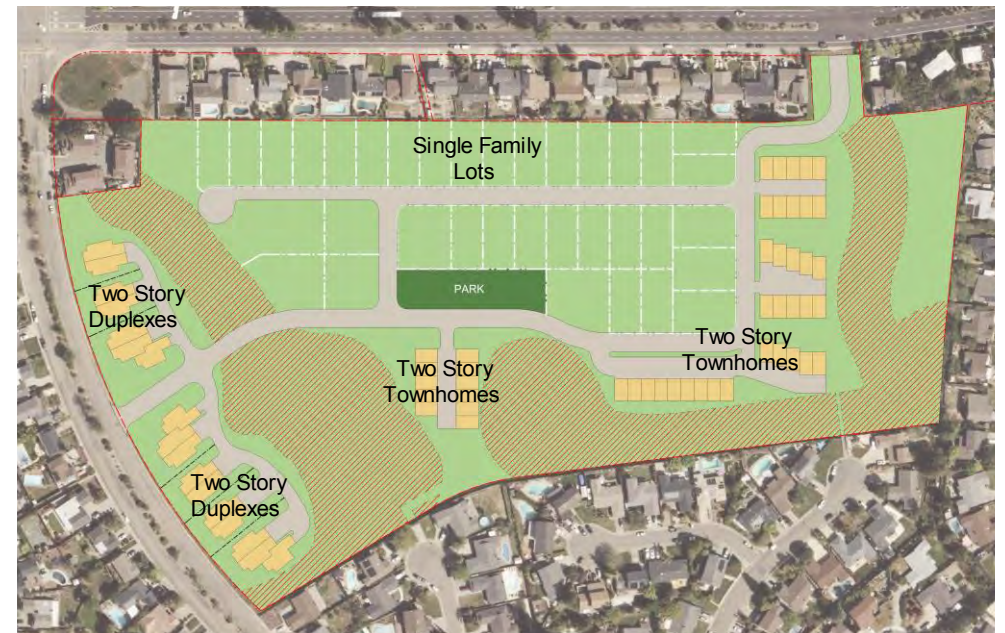 Single Family
Lots
PARK
Two Story
Duplexes
Two Story
Townhomes
Two Story
Townhomes
Two Story
Duplexes